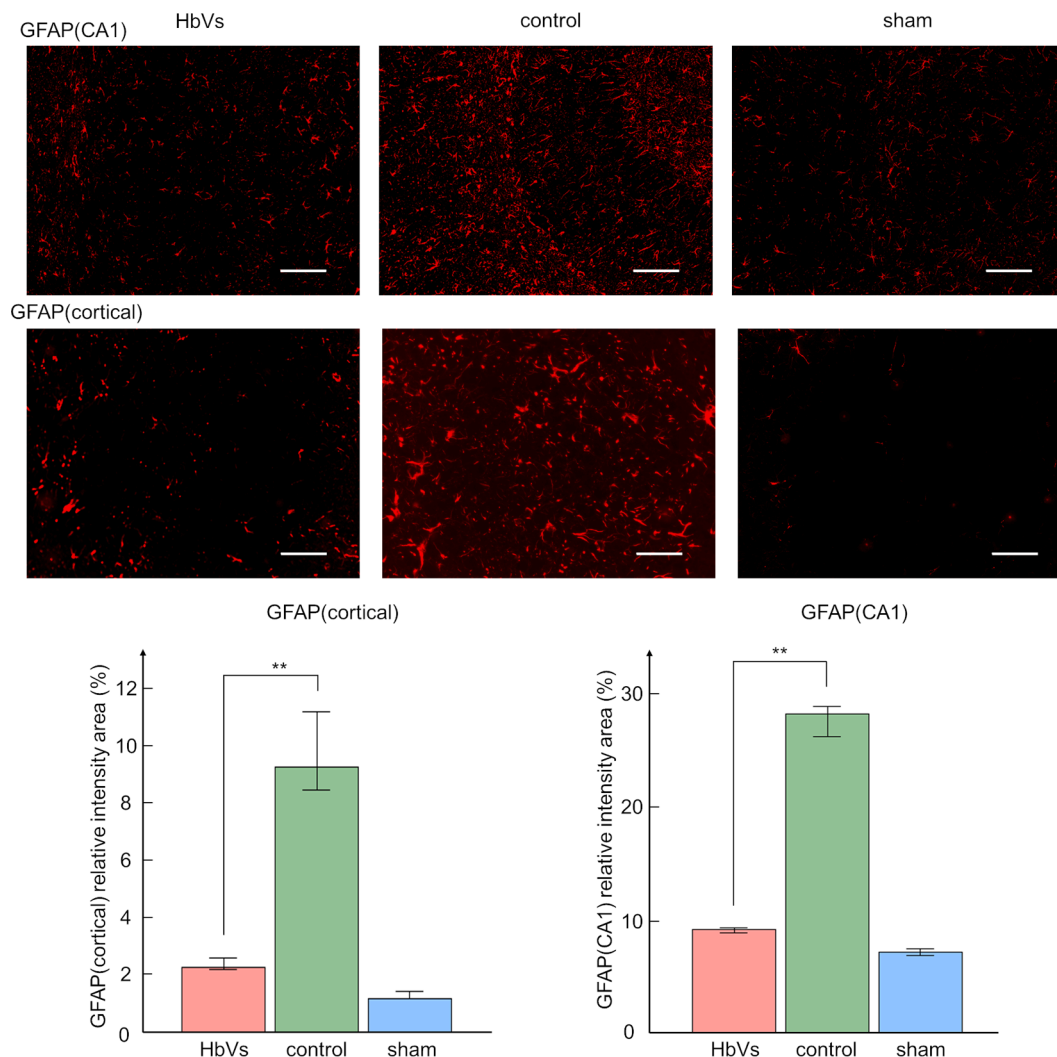 HbVs control sham
GFAP(CA1)
GFAP(cortical)
GFAP(cortical)
GFAP(cortical) relative intensity area (%)
12
10
8
6
4
2
0
**
HbVs control sham
GFAP(CA1)
GFAP(CA1) relative intensity area (%)
30
20
10
0
**
HbVs control sham